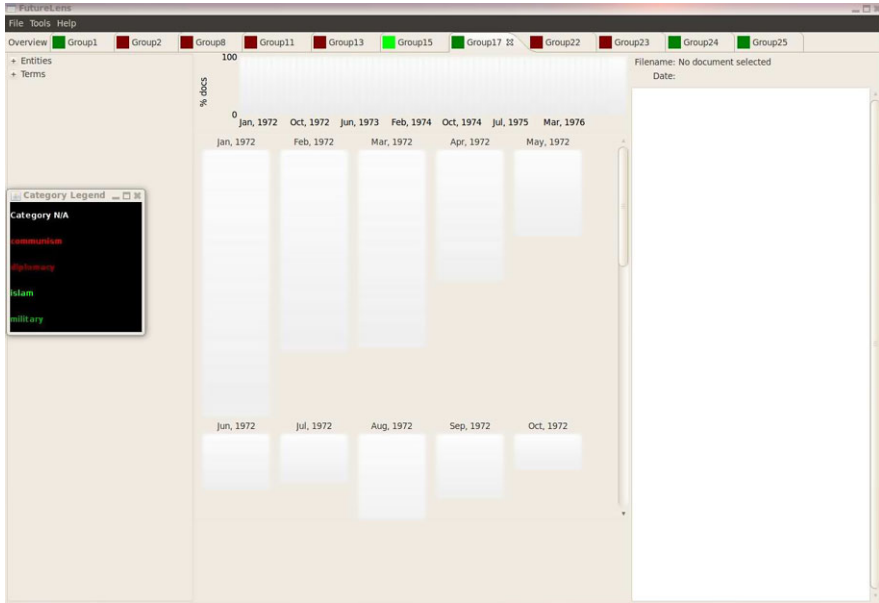 FutureLens
File Tools Help
Overview Group1 Group2 Group8 Group11 Group13 Group15 Group17 Group22 Group23 Group24 Group25
+ Entities
+ Terms
100
% docs
0
Jan, 1972 Oct, 1972 Jun, 1973 Feb, 1974 Oct, 1974 Jul, 1975 Mar, 1976
Filename: No document selected
Date:
Jan, 1972 Feb, 1972 Mar, 1972 Apr, 1972 May, 1972
Category Legend
Category N/A
communism
diplomacy
islam
military
Jun, 1972 Jul, 1972 Aug, 1972 Sep, 1972 Oct, 1972